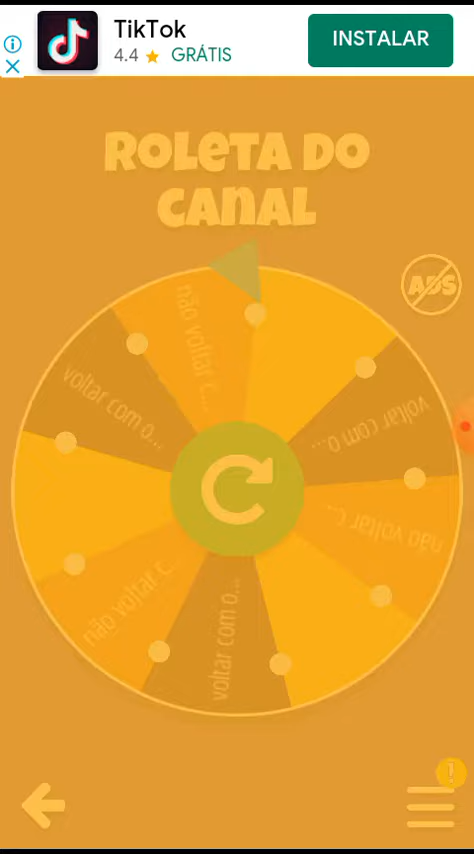 TikTok
4.4 GRÁTIS
INSTALAR
ROLETA DO
CANAL
ADS
não voltar c...
voltar com o...
voltar com o...
não voltar c...
não voltar c...
voltar com o...
!